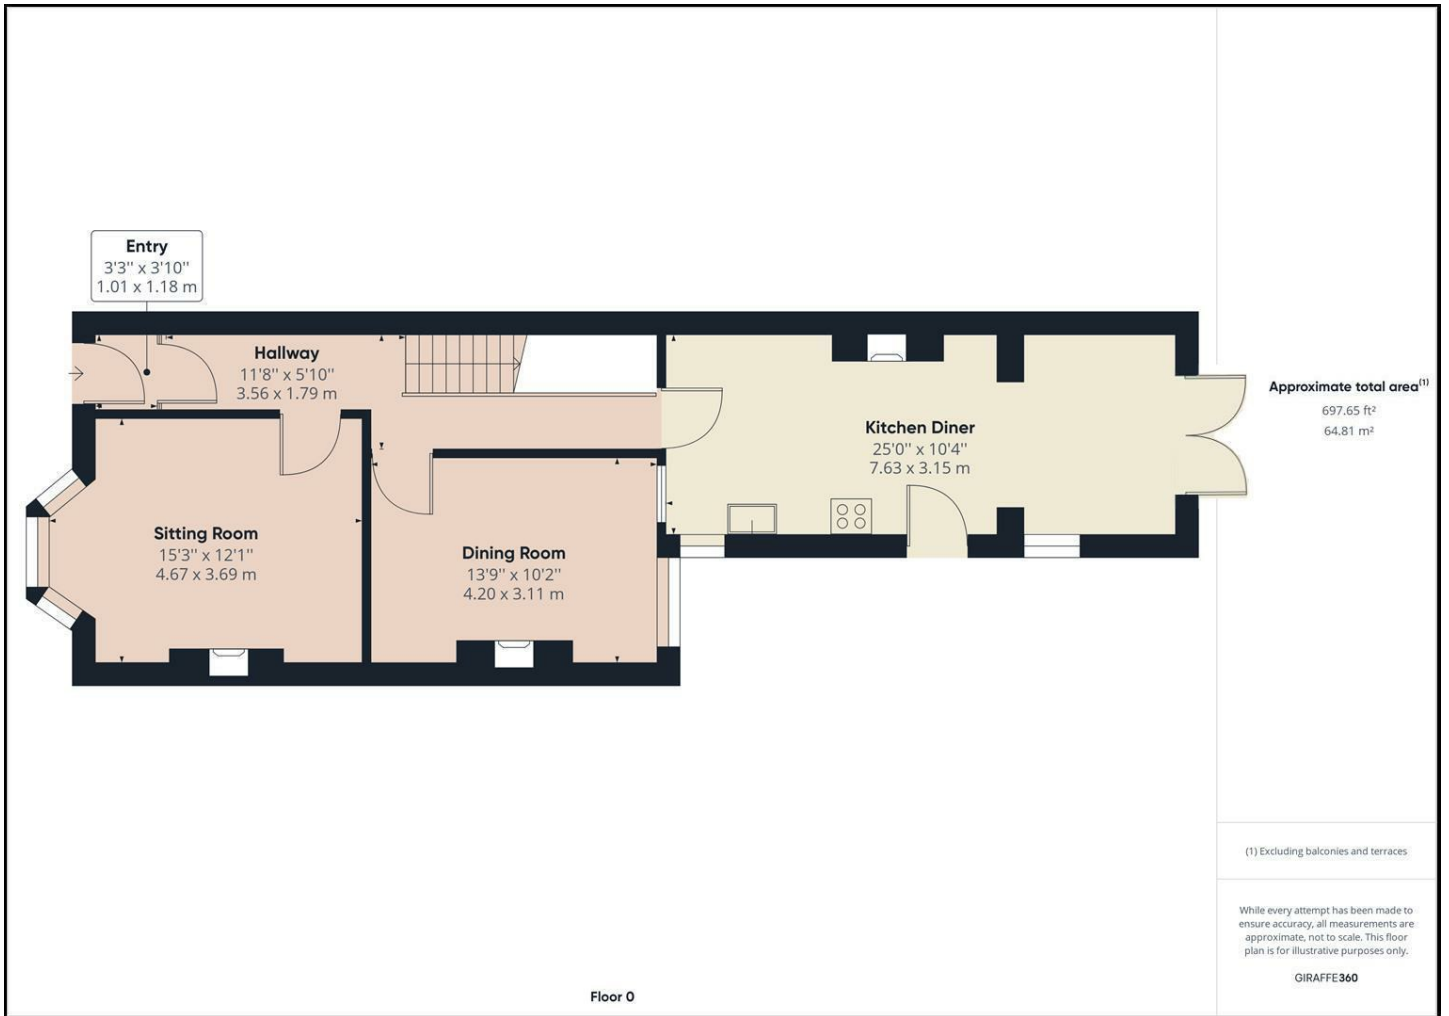 Entry
3'3'' x 3'10''
1.01 x 1.18 m
Hallway
11'8'' x 5'10''
3.56 x 1.79 m
Kitchen Diner
25'0'' x 10'4''
7.63 x 3.15 m
Sitting Room
15'3'' x 12'1''
4.67 x 3.69 m
Dining Room
13'9'' x 10'2''
4.20 x 3.11 m
Approximate total area(1)
697.65 ft²
64.81 m²
(1) Excluding balconies and terraces
While every attempt has been made to
ensure accuracy, all measurements are
approximate, not to scale. This floor
plan is for illustrative purposes only.
GIRAFFE360
Floor 0